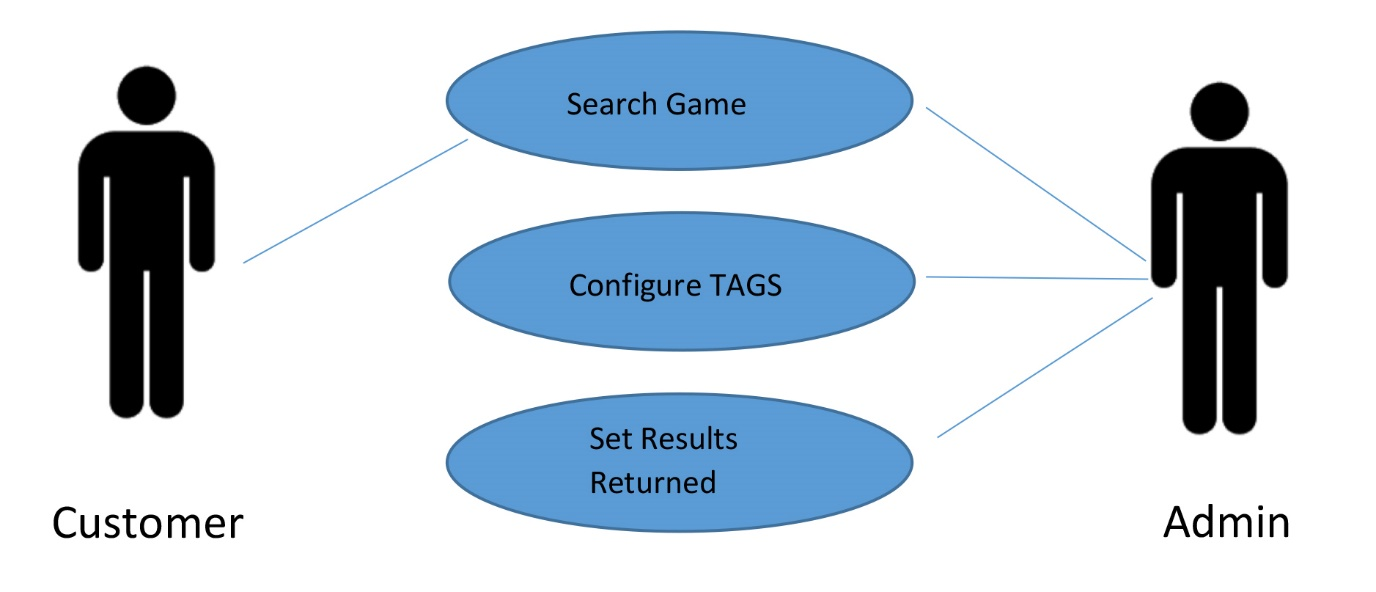 Search Game
Configure TAGS
Set Results
Returned
Customer
Admin